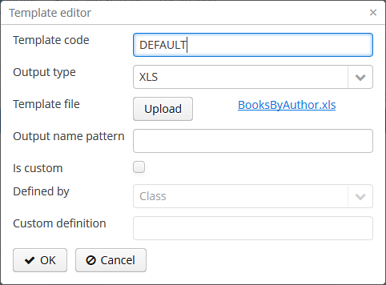 Template editor ×
Template code DEFAULT
Output type XLS
Template file Upload BooksByAuthor.xls
Output name pattern
Is custom
Defined by Class
Custom definition
OK Cancel